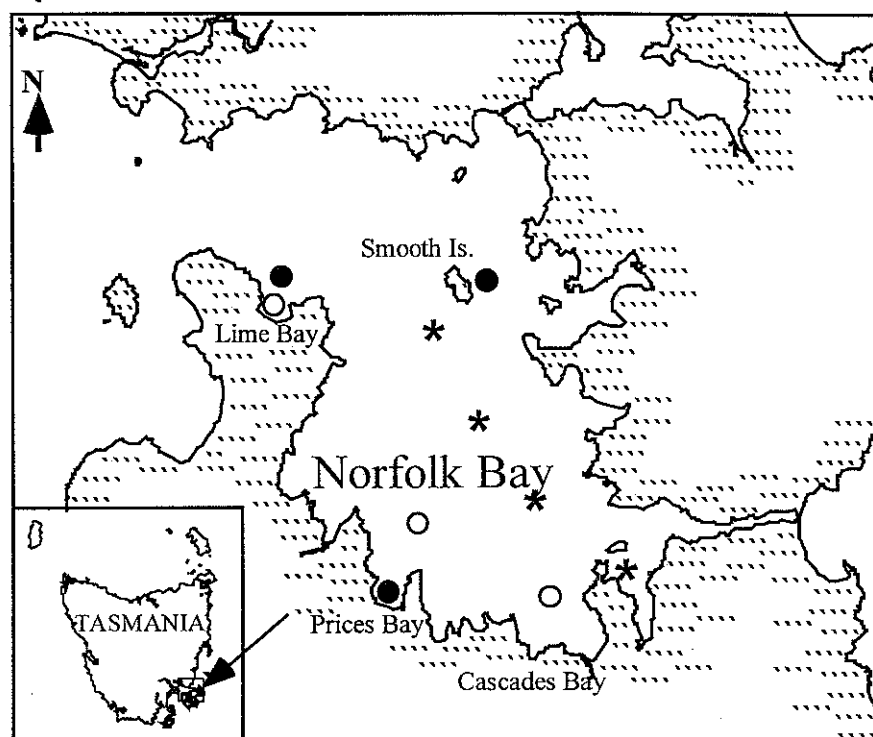 N
Smooth Is.
Lime Bay
Norfolk Bay
TASMANIA
Prices Bay
Cascades Bay